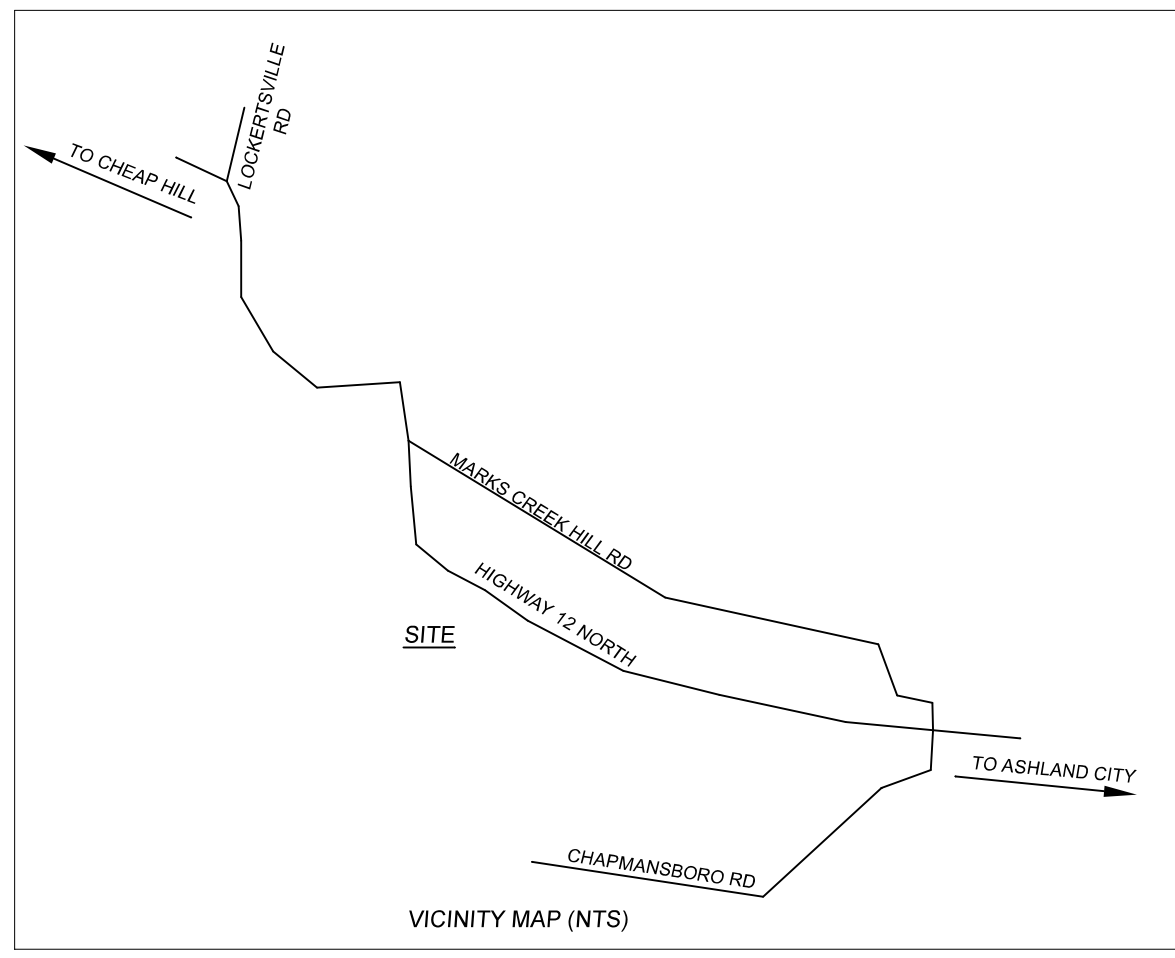 LOCKERTSVILLE
RD
TO CHEAP HILL
MARKS CREEK HILL RD
HIGHWAY 12 NORTH
SITE
TO ASHLAND CITY
CHAPMANSBORO RD
VICINITY MAP (NTS)